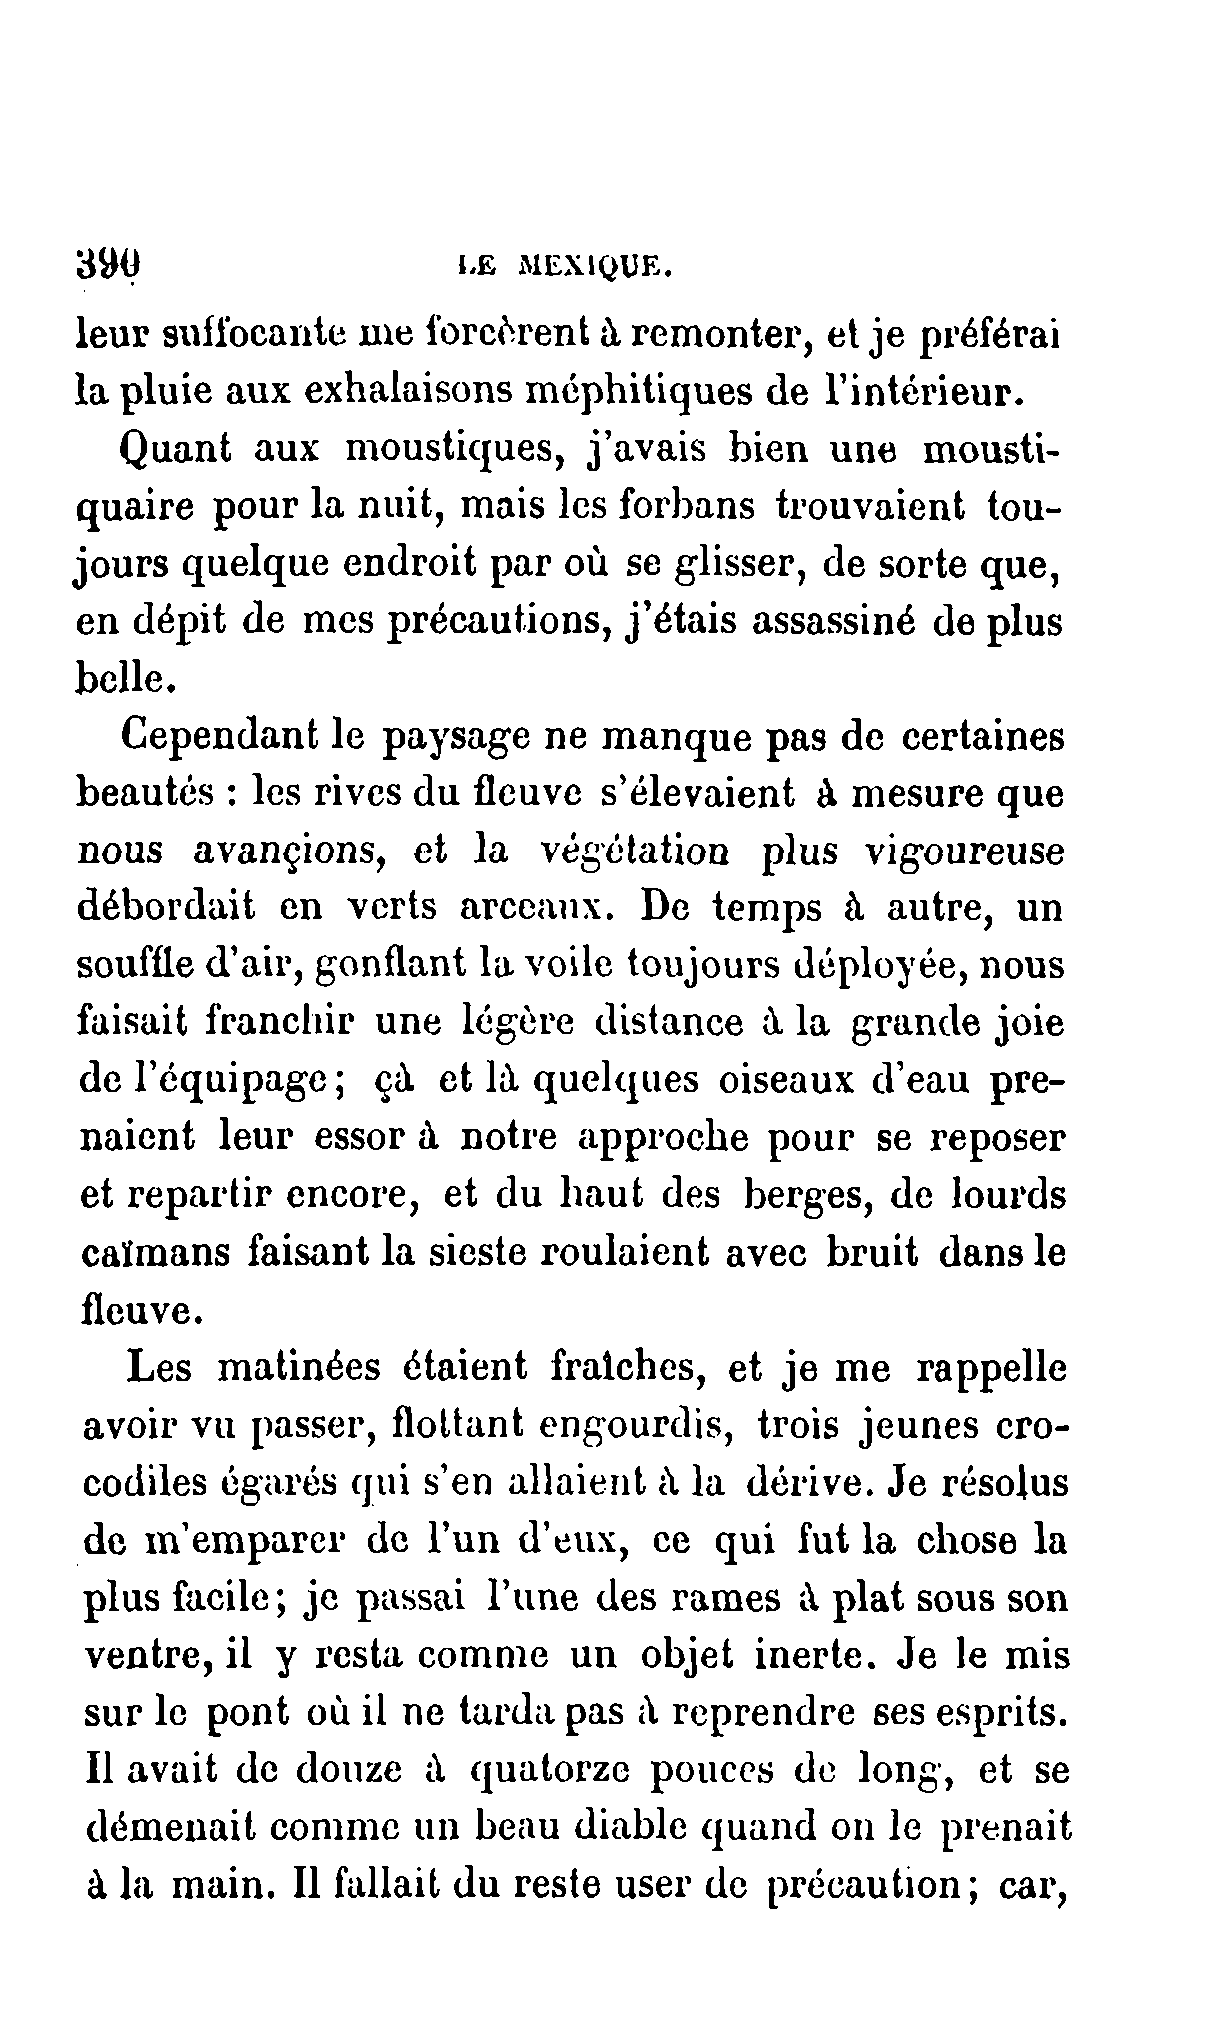 390 LE MEXIQUE.
leur suffocante me forcèrent à remonter, et je préférai
la pluie aux exhalaisons méphitiques de l'intérieur.
Quant aux moustiques, j'avais bien une mousti-
quaire pour la nuit, mais les forbans trouvaient tou-
jours quelque endroit par où se glisser, de sorte que,
en dépit de mes précautions, j'étais assassiné de plus
belle.
Cependant le paysage ne manque pas de certaines
beautés : les rives du fleuve s'élevaient à mesure que
nous avançions, et la végétation plus vigoureuse
débordait en verts arceaux. De temps à autre, un
souffle d'air, gonflant la voile toujours déployée, nous
faisait franchir une légère distance à la grande joie
de l'équipage; çà et là quelques oiseaux d'eau pre-
naient leur essor à notre approche pour se reposer
et repartir encore, et du haut des berges, de lourds
caïmans faisant la sieste roulaient avec bruit dans le
fleuve.
Les matinées étaient fraîches, et je me rappelle
avoir vu passer, flottant engourdis, trois jeunes cro-
codiles égarés qui s'en allaient à la dérive. Je résolus
de m'emparer de l'un d'eux, ce qui fut la chose la
plus facile; je passai l'une des rames à plat sous son
ventre, il y resta comme un objet inerte. Je le mis
sur le pont où il ne tarda pas à reprendre ses esprits.
Il avait de douze à quatorze pouces de long, et se
démenait comme un beau diable quand on le prenait
à la main. Il fallait du reste user de précaution; car,